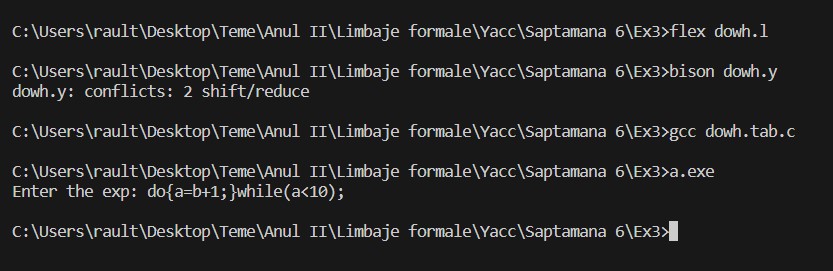 C:\Users\rault\Desktop\Teme\Anul II\Limbaje formale\Yacc\Saptamana 6\Ex3>flex dowh.l
C:\Users\rault\Desktop\Teme\Anul II\Limbaje formale\Yacc\Saptamana 6\Ex3>bison dowh.y
dowh.y: conflicts: 2 shift/reduce
C:\Users\rault\Desktop\Teme\Anul II\Limbaje formale\Yacc\Saptamana 6\Ex3>gcc dowh.tab.c
C:\Users\rault\Desktop\Teme\Anul II\Limbaje formale\Yacc\Saptamana 6\Ex3>a.exe
Enter the exp: do{a=b+1;}while(a<10);
C:\Users\rault\Desktop\Teme\Anul II\Limbaje formale\Yacc\Saptamana 6\Ex3>